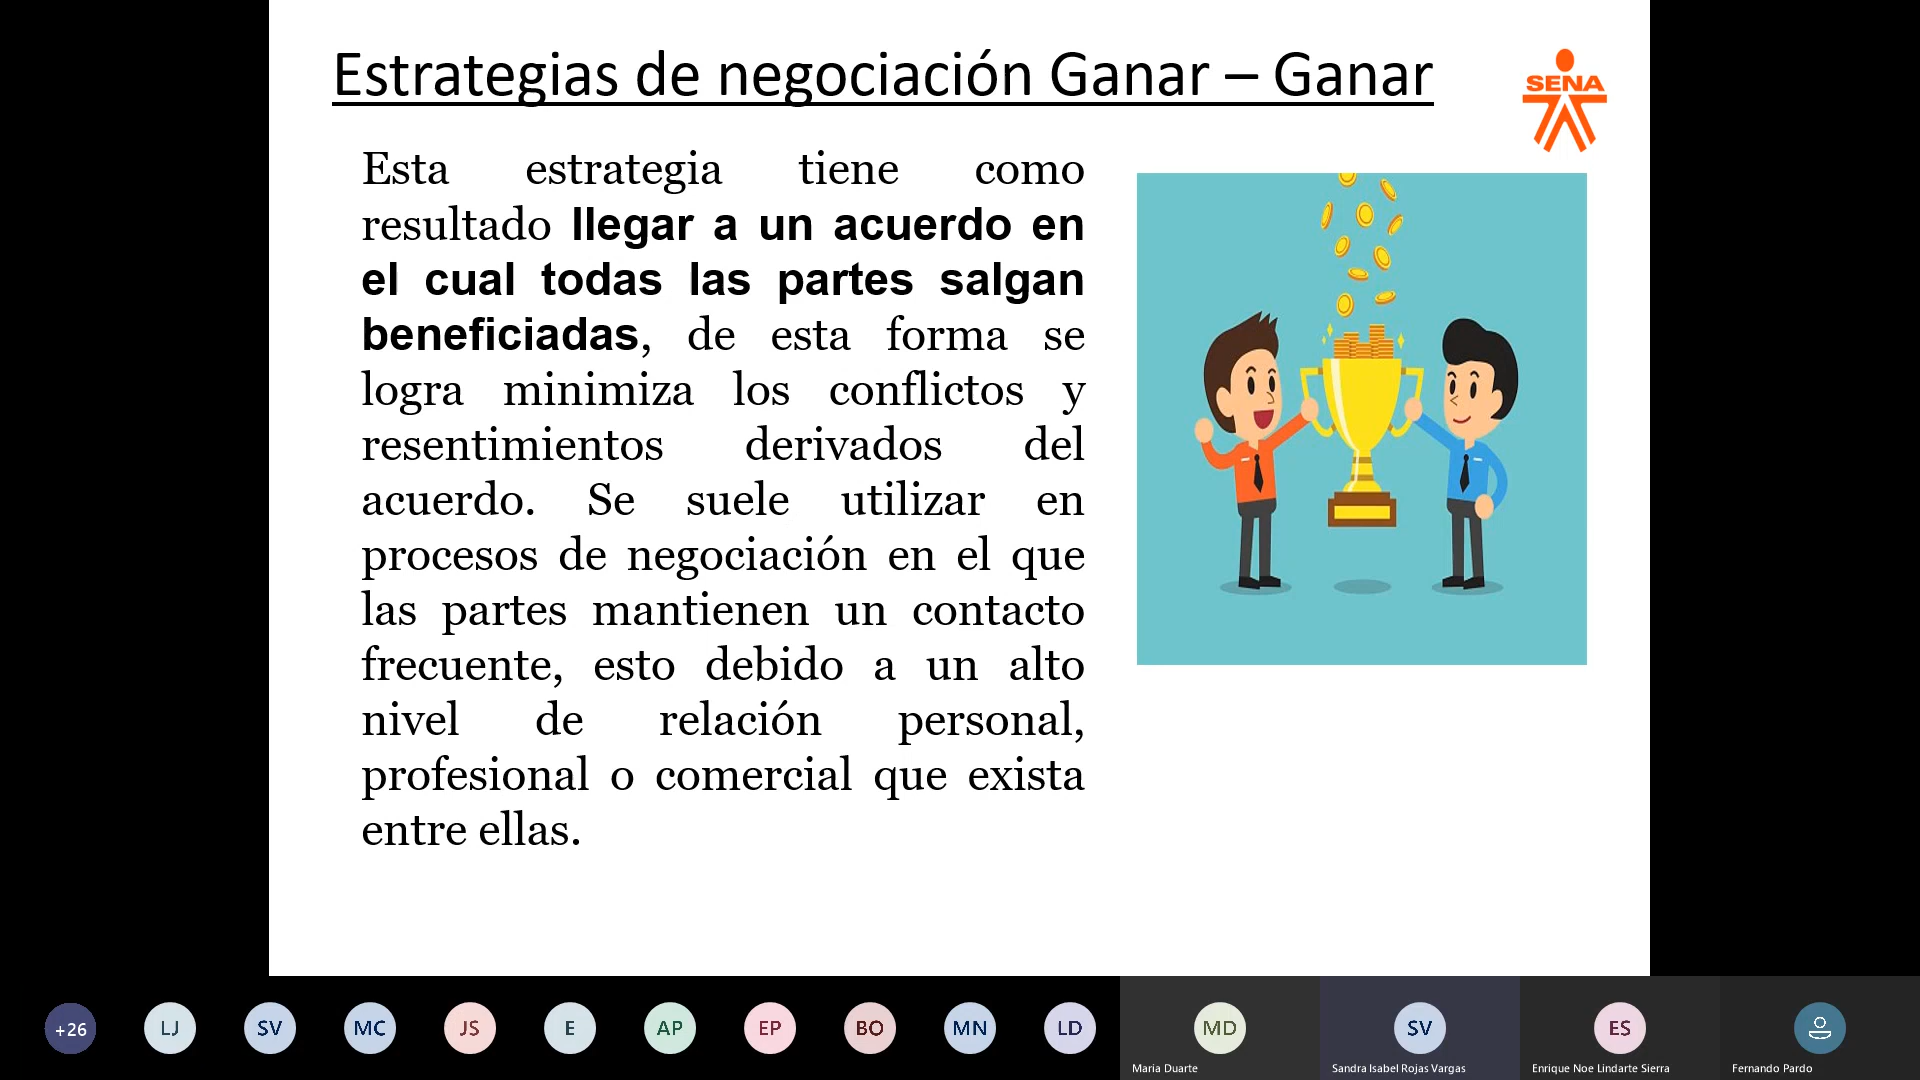 Estrategias de negociación Ganar – Ganar
SENA
Esta estrategia tiene como
resultado llegar a un acuerdo en
el cual todas las partes salgan
beneficiadas, de esta forma se
logra minimiza los conflictos y
resentimientos derivados del
acuerdo. Se suele utilizar en
procesos de negociación en el que
las partes mantienen un contacto
frecuente, esto debido a un alto
nivel de relación personal,
profesional o comercial que exista
entre ellas.
+26 LJ SV MC JS E AP EP BO MN LD MD SV ES
Maria Duarte Sandra Isabel Rojas Vargas Enrique Noe Lindarte Sierra Fernando Pardo